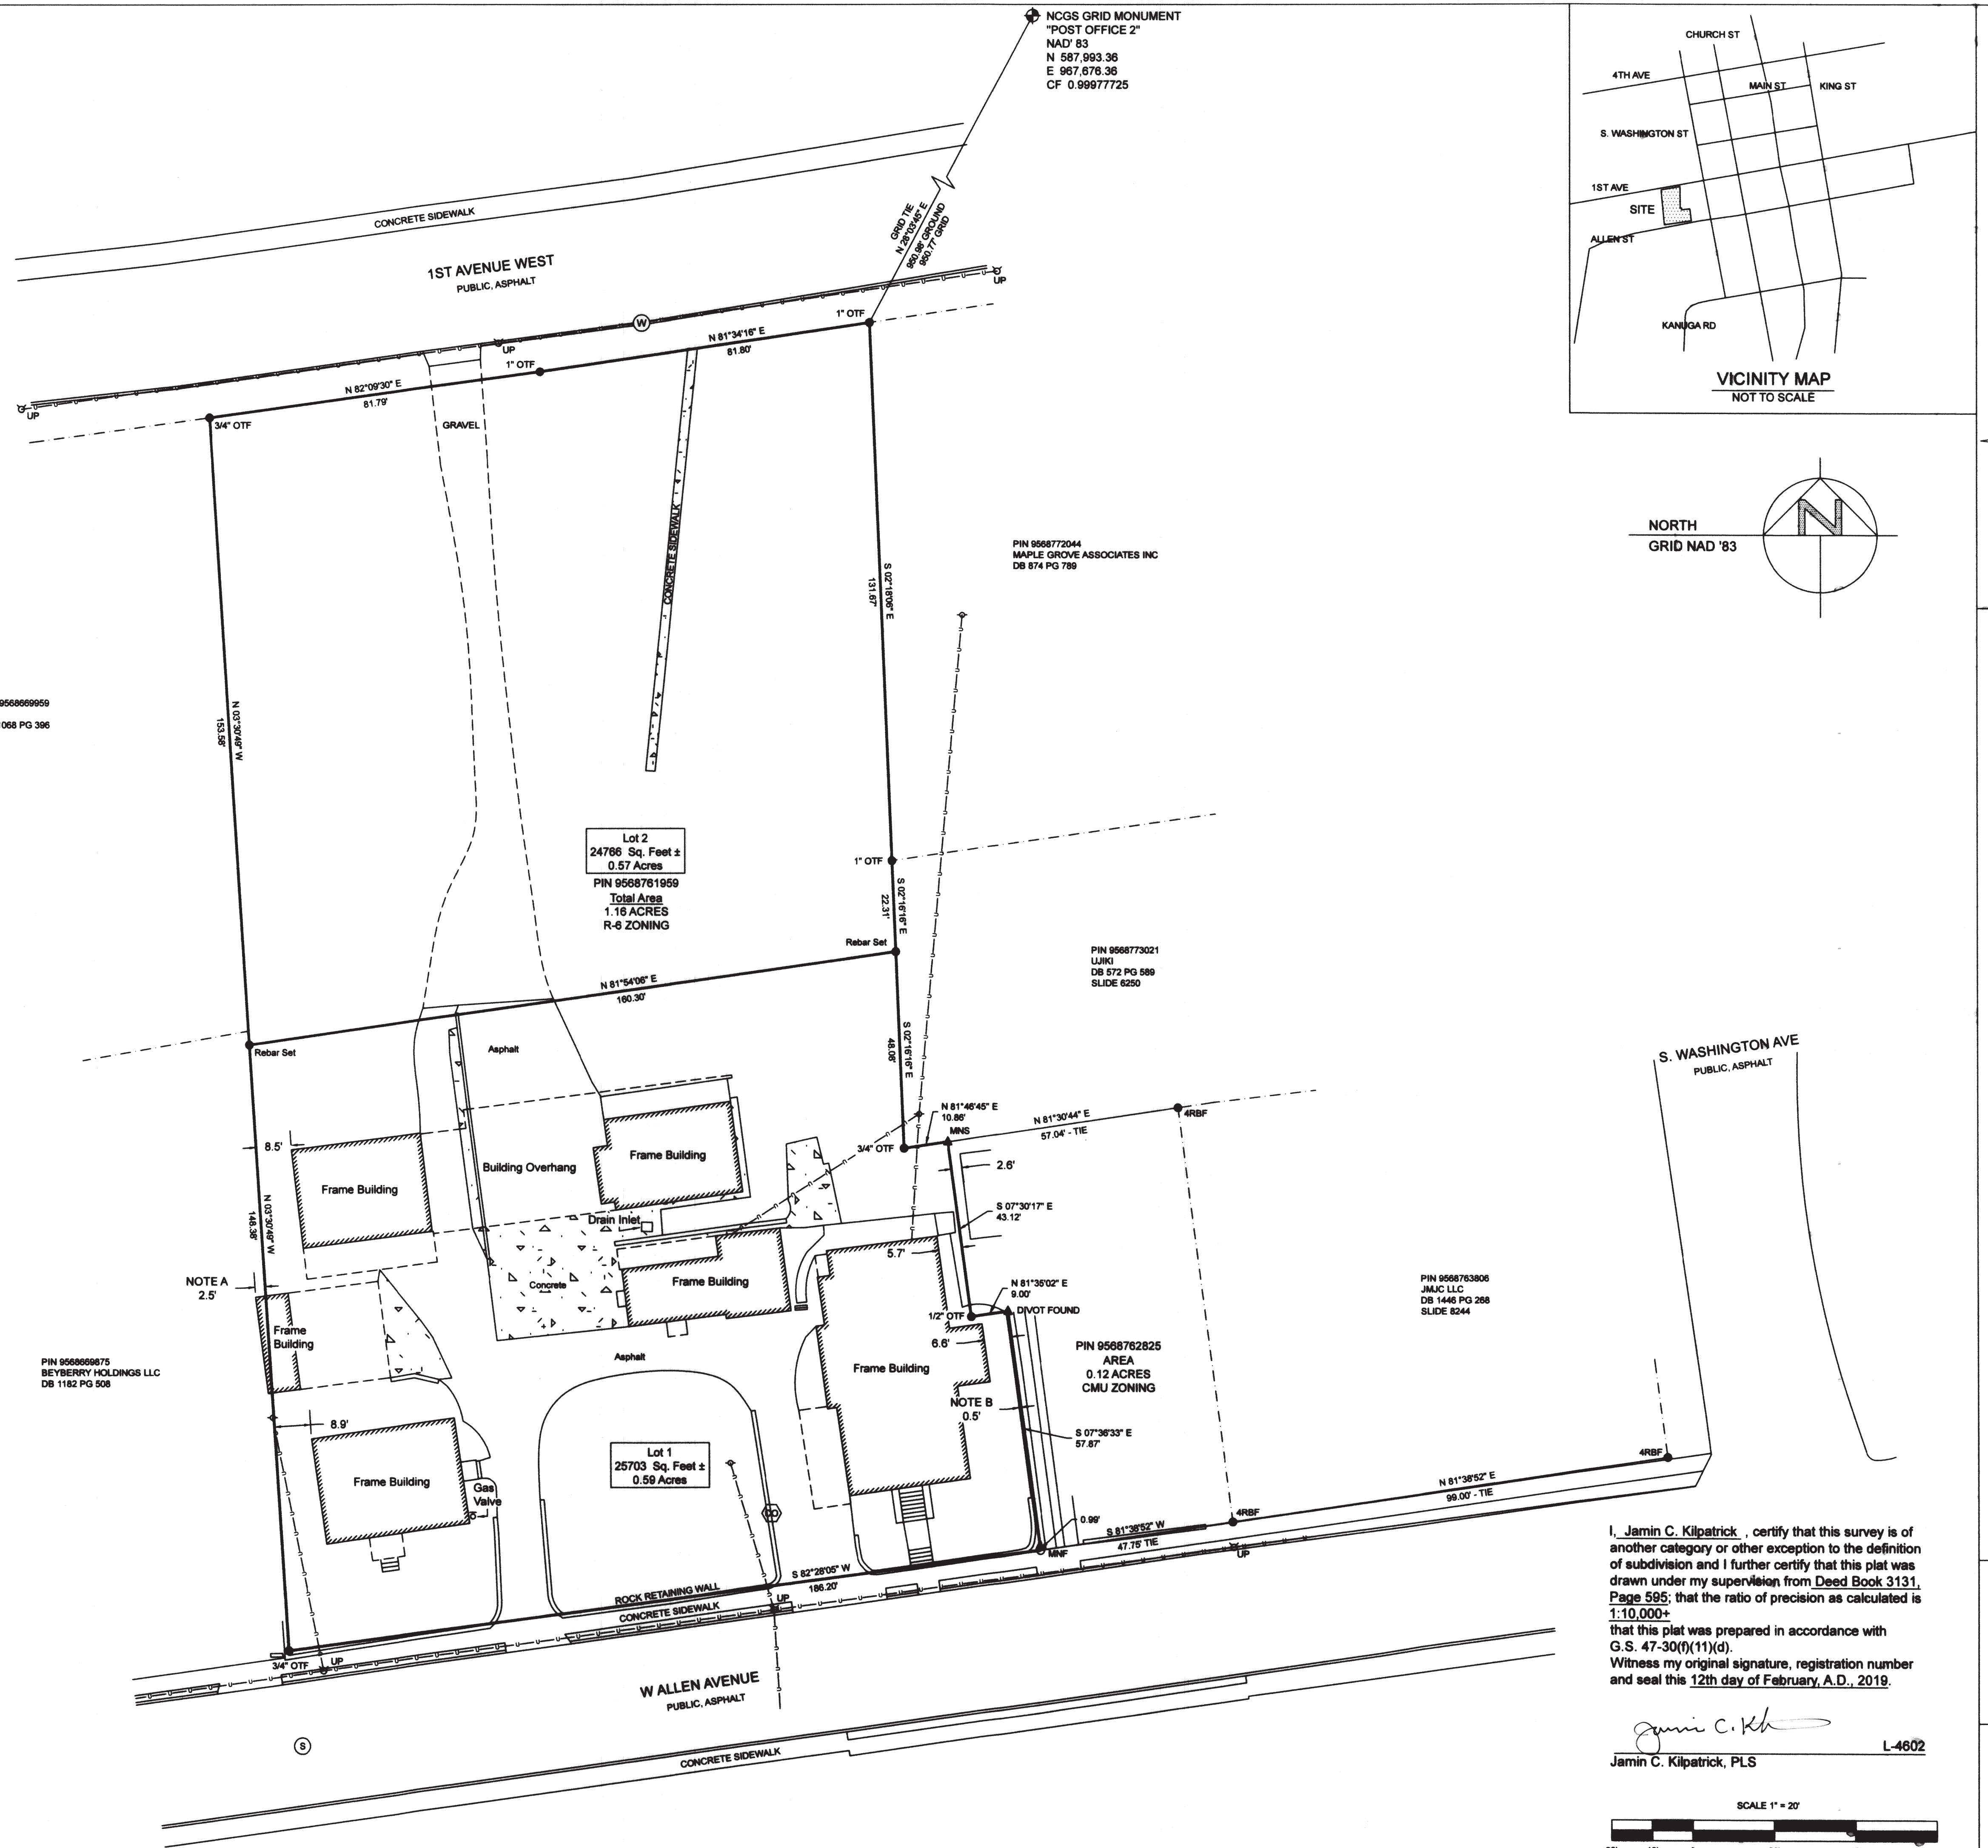 NCGS GRID MONUMENT
"POST OFFICE 2"
NAD' 83
N 587,993.36
E 967,676.36
CF 0.99977725
CHURCH ST
4TH AVE
MAIN ST
KING ST
S. WASHINGTON ST
1ST AVE
SITE
ALLEN ST
KANUGA RD
VICINITY MAP
NOT TO SCALE
CONCRETE SIDEWALK
GRID TIE
N 28°03'45" E
950.98' GROUND
950.77' GRID
1ST AVENUE WEST
PUBLIC, ASPHALT
UP
W
1" OTF
N 81°34'16" E
81.80'
UP
1" OTF
N 82°09'30" E
81.79'
UP
3/4" OTF
GRAVEL
CONCRETE SIDEWALK
NORTH
GRID NAD '83
N
PIN 9568772044
MAPLE GROVE ASSOCIATES INC
DB 874 PG 789
S 02°18'06" E
131.67'
9568669959
068 PG 396
N 03°30'49" W
153.58'
Lot 2
24766 Sq. Feet ±
0.57 Acres
PIN 9568761959
Total Area
1.16 ACRES
R-6 ZONING
1" OTF
S 02°16'16" E
22.31'
Rebar Set
PIN 9568773021
UJIKI
DB 572 PG 589
SLIDE 6250
N 81°54'06" E
160.30'
Rebar Set
Asphalt
S 02°16'16" E
48.08'
S. WASHINGTON AVE
PUBLIC, ASPHALT
N 81°46'45" E
10.86'
MNS
N 81°30'44" E
57.04' - TIE
4RBF
3/4" OTF
8.5'
Frame Building
Building Overhang
Frame Building
2.6'
N 03°30'49" W
148.38'
S 07°30'17" E
43.12'
Drain Inlet
5.7'
NOTE A
2.5'
Concrete
Frame Building
N 81°35'02" E
9.00'
DIVOT FOUND
1/2" OTF
PIN 9568763806
JMJC LLC
DB 1446 PG 268
SLIDE 8244
Frame
Building
6.6'
PIN 9568762825
AREA
0.12 ACRES
CMU ZONING
PIN 9568669875
BEYBERRY HOLDINGS LLC
DB 1182 PG 508
Asphalt
Frame Building
NOTE B
0.5'
8.9'
S 07°36'33" E
57.87'
Lot 1
25703 Sq. Feet ±
0.59 Acres
Frame Building
Gas
Valve
CO
4RBF
N 81°38'52" E
99.00' - TIE
0.99'
4RBF
S 81°38'52" W
47.75' TIE
MNF
UP
S 82°28'05" W
186.20'
ROCK RETAINING WALL
CONCRETE SIDEWALK
UP
3/4" OTF
UP
W ALLEN AVENUE
PUBLIC, ASPHALT
S
CONCRETE SIDEWALK
I, Jamin C. Kilpatrick , certify that this survey is of
another category or other exception to the definition
of subdivision and I further certify that this plat was
drawn under my supervision from Deed Book 3131,
Page 595; that the ratio of precision as calculated is
1:10,000+
that this plat was prepared in accordance with
G.S. 47-30(f)(11)(d).
Witness my original signature, registration number
and seal this 12th day of February, A.D., 2019.
L-4602
Jamin C. Kilpatrick, PLS
SCALE 1" = 20'